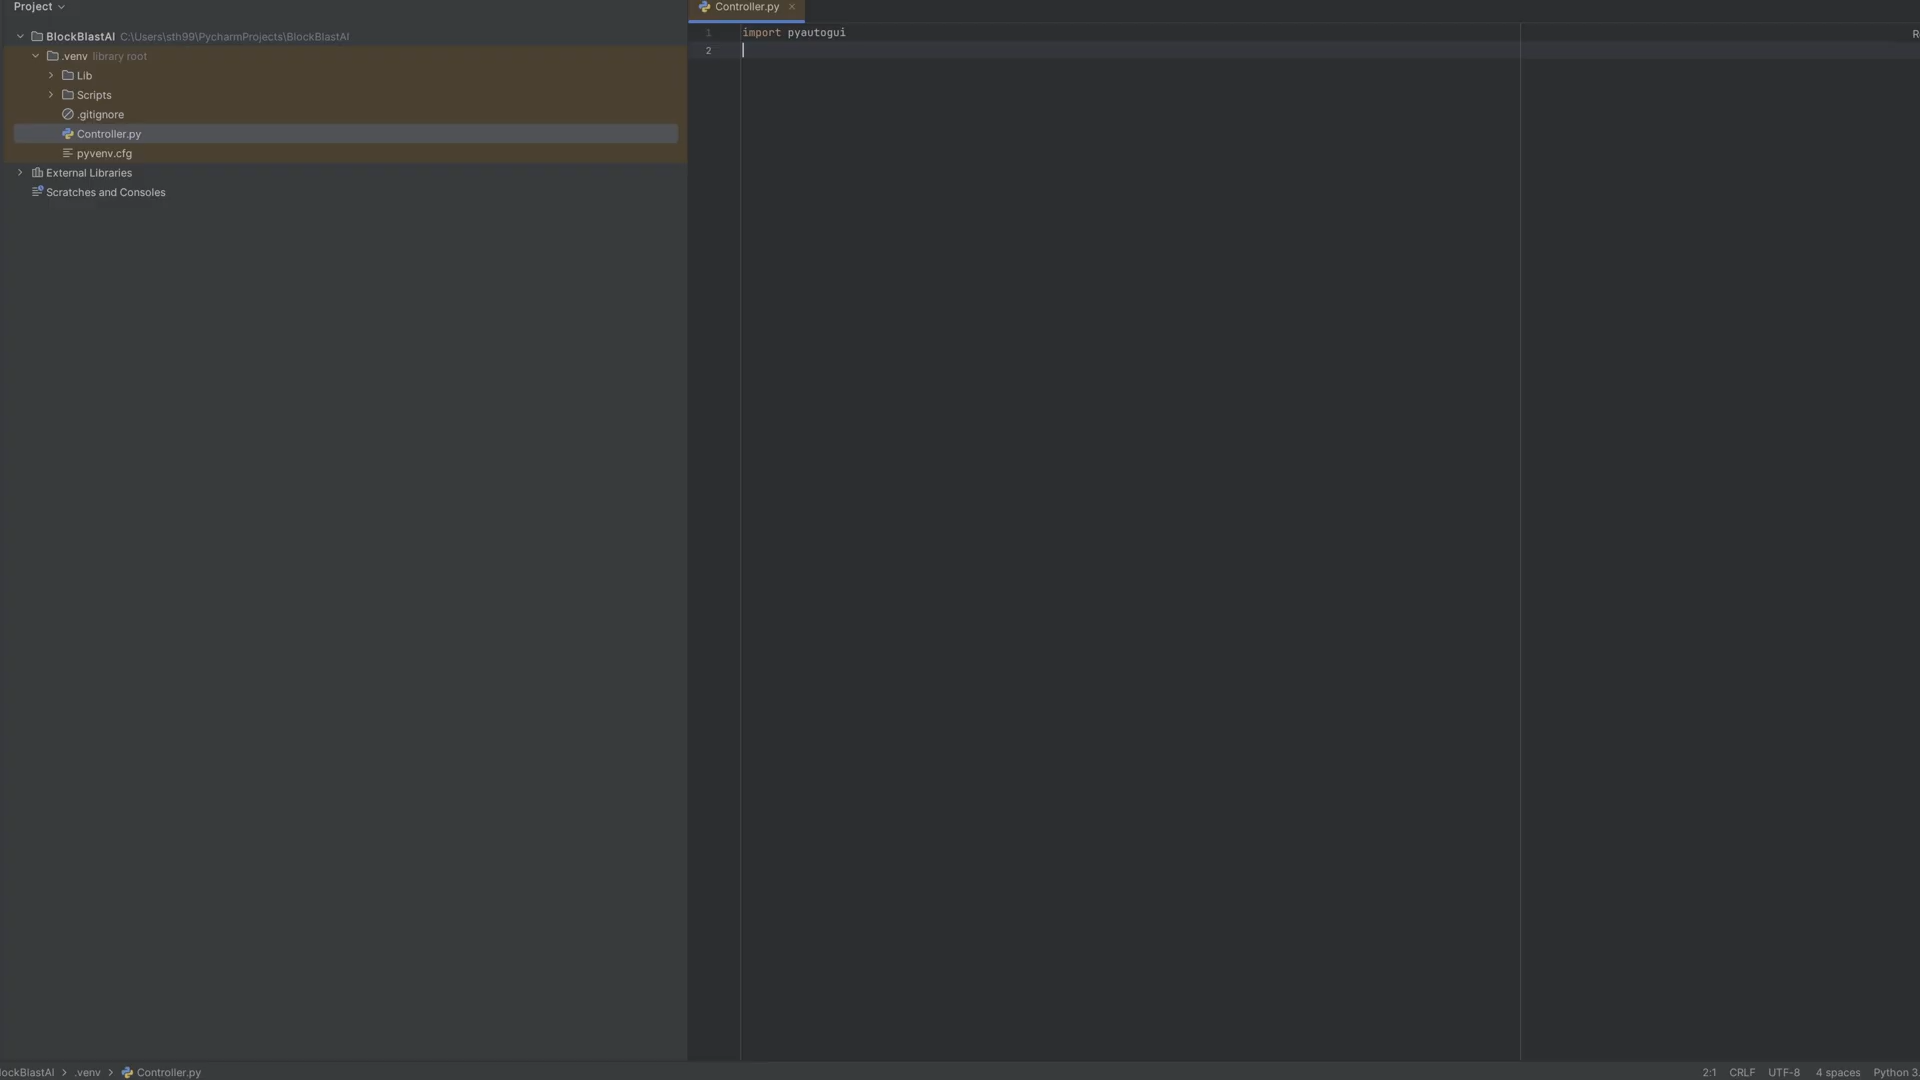 Project
Controller.py
BlockBlastAI C:\Users\sth99\PycharmProjects\BlockBlastAI
.venv library root
Lib
Scripts
.gitignore
Controller.py
pyvenv.cfg
External Libraries
Scratches and Consoles
1 import pyautogui
2
lockBlastAI > .venv > Controller.py
2:1 CRLF UTF-8 4 spaces Python 3.